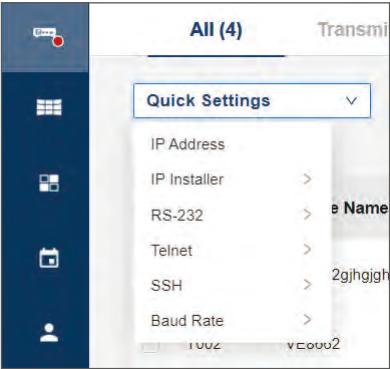 All (4) Transmi
Quick Settings
IP Address
IP Installer
RS-232
e Name
Telnet
2gjhgjgh
SSH
Baud Rate
T002 VE8662